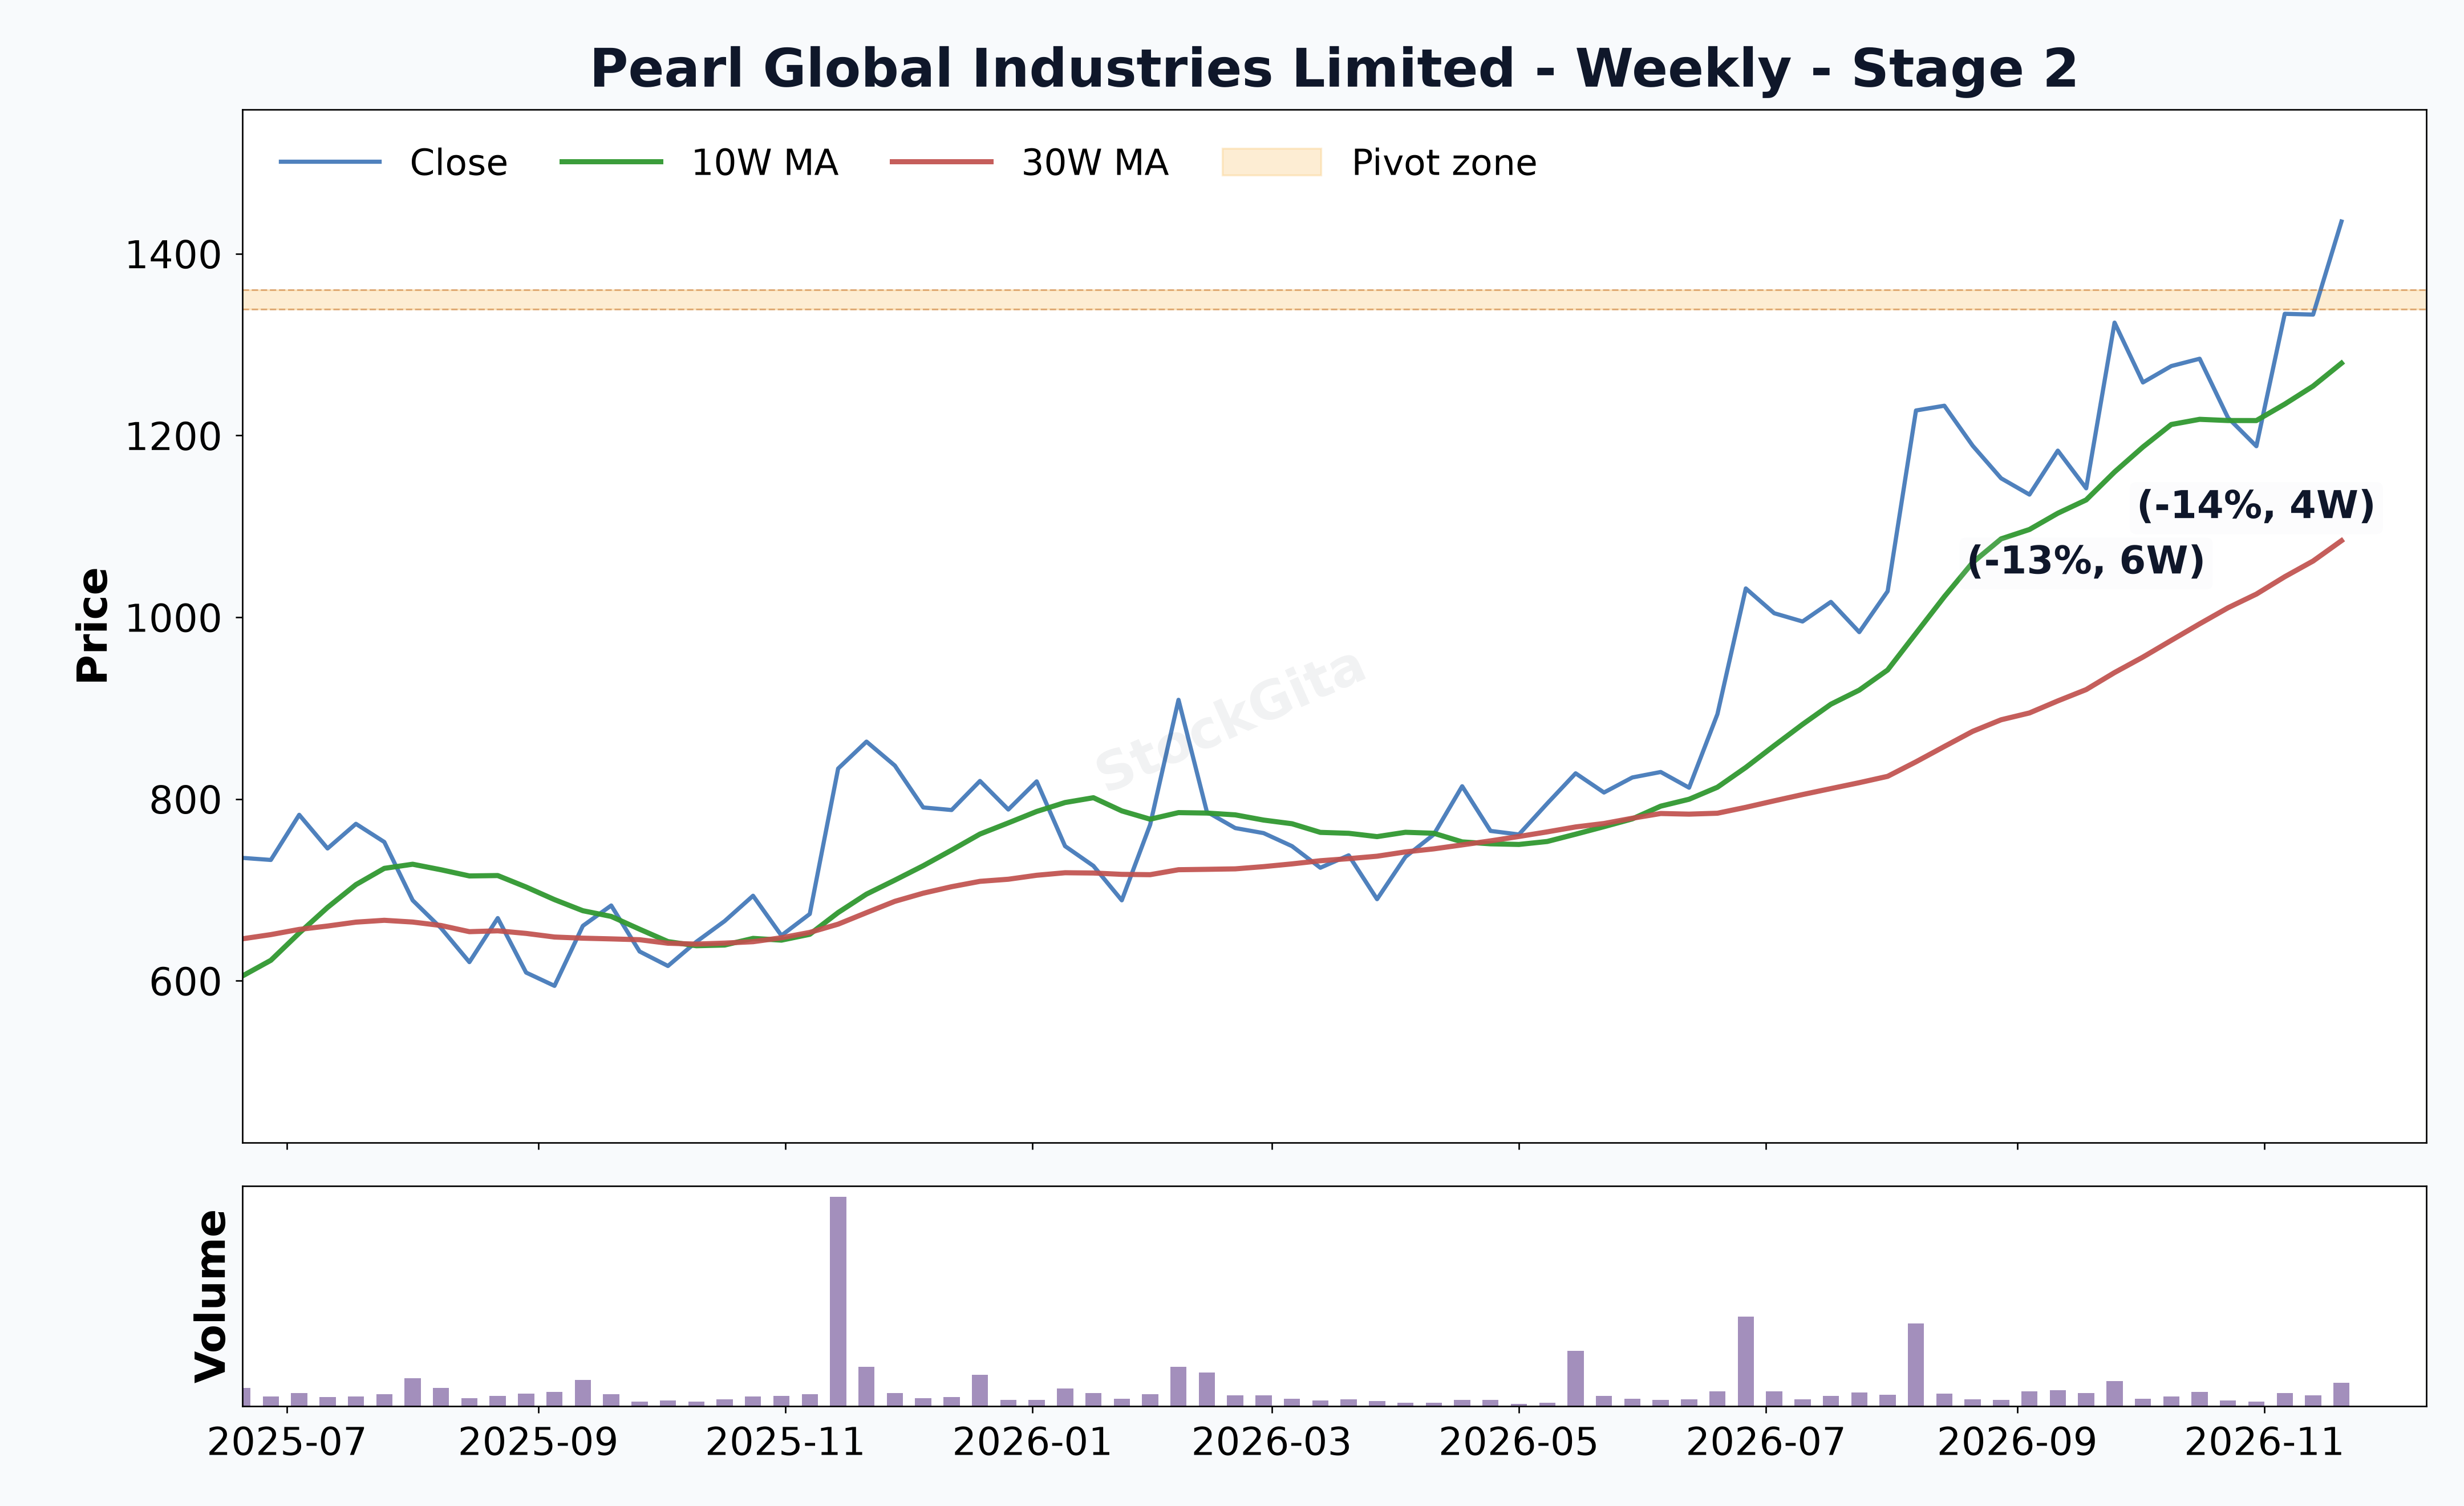 Pearl Global Industries Limited - Weekly - Stage 2
Close 10W MA 30W MA Pivot zone
1400
1200
1000
800
600
Price
(-14%, 4W)
(-13%, 6W)
StockGita
Volume
2025-07 2025-09 2025-11 2026-01 2026-03 2026-05 2026-07 2026-09 2026-11